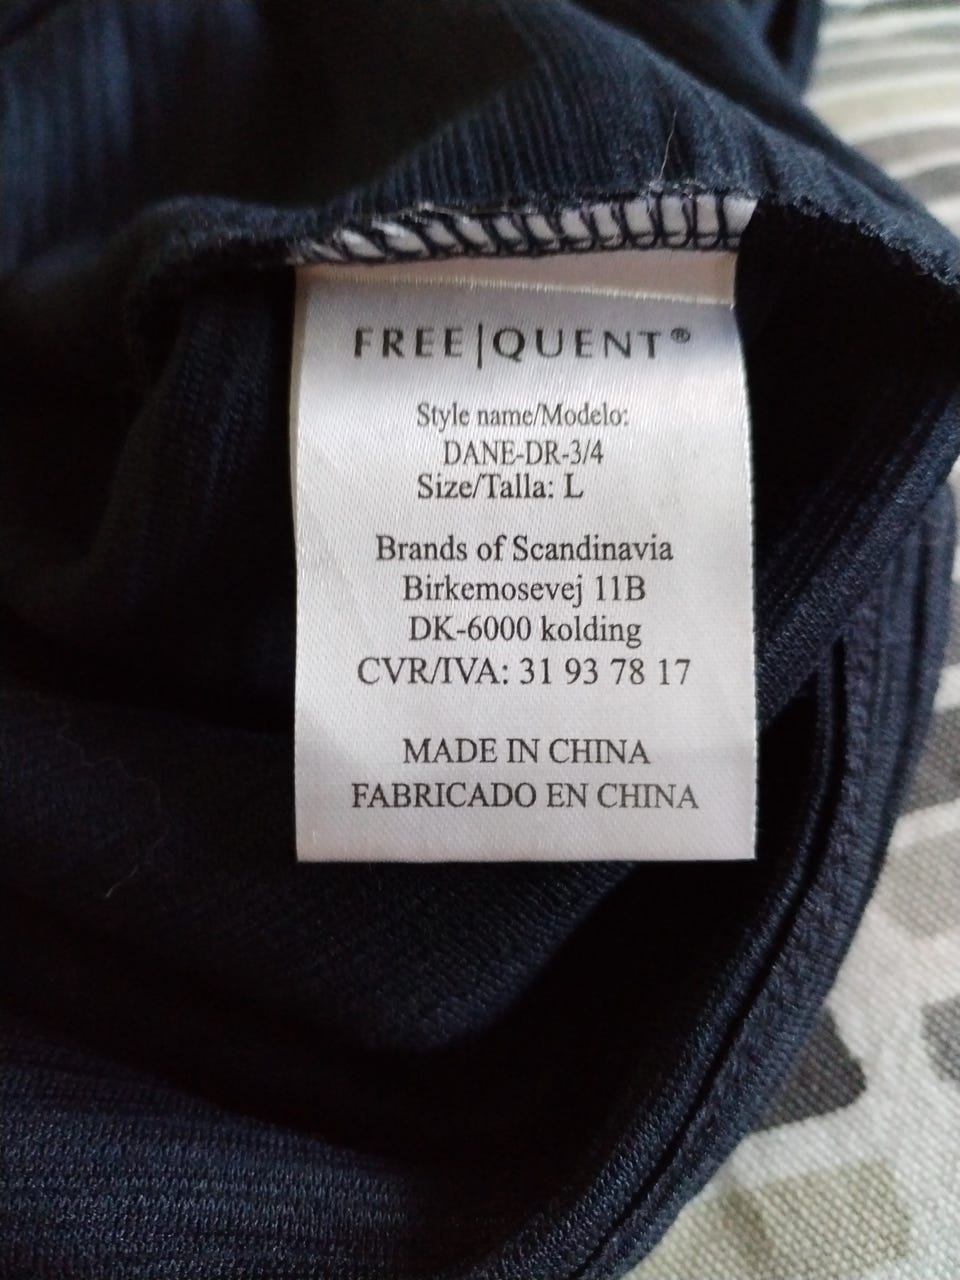 FREE|QUENT®
Style name/Modelo:
DANE-DR-3/4
Size/Talla: L
Brands of Scandinavia
Birkemosevej 11B
DK-6000 kolding
CVR/IVA: 31 93 78 17
MADE IN CHINA
FABRICADO EN CHINA